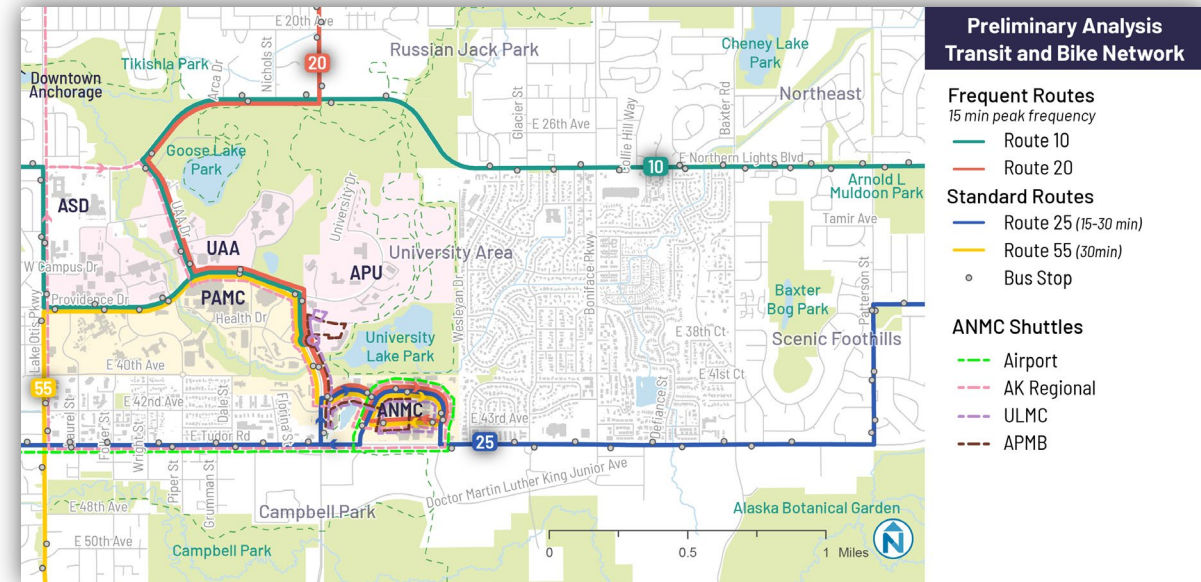 Preliminary Analysis
Transit and Bike Network
Frequent Routes
15 min peak frequency
Route 10
Route 20
Standard Routes
Route 25 (15-30 min)
Route 55 (30min)
Bus Stop
ANMC Shuttles
Airport
AK Regional
ULMC
APMB
E 20th Ave
Russian Jack Park
Cheney Lake
Park
Tikishla Park
20
Nichols St
Arca Dr
Downtown
Anchorage
Northeast
Glacier St
Baxter Rd
E 26th Ave
Goose Lake
Park
10
E Northern Lights Blvd
Arnold L
Muldoon Park
ASD
UAA Dr
University Dr
Tamir Ave
UAA
University Area
W Campus Dr
APU
Boniface Pkwy
Wesleyan Dr
Patterson St
Providence Dr
PAMC
Health Dr
Baxter
Bog Park
Lake Otis Pkwy
University
Lake Park
E 38th Ct
Scenic Foothills
E 40th Ave
E 41st Ct
55
E 42nd Ave
Dale St
ANMC
E 43rd Ave
Laurel St
Wright St
E Tudor Rd
25
Piper St
Grumman St
Doctor Martin Luther King Junior Ave
E 48th Ave
Campbell Park
Alaska Botanical Garden
E 50th Ave
Campbell Park
0
0.5
1 Miles
N